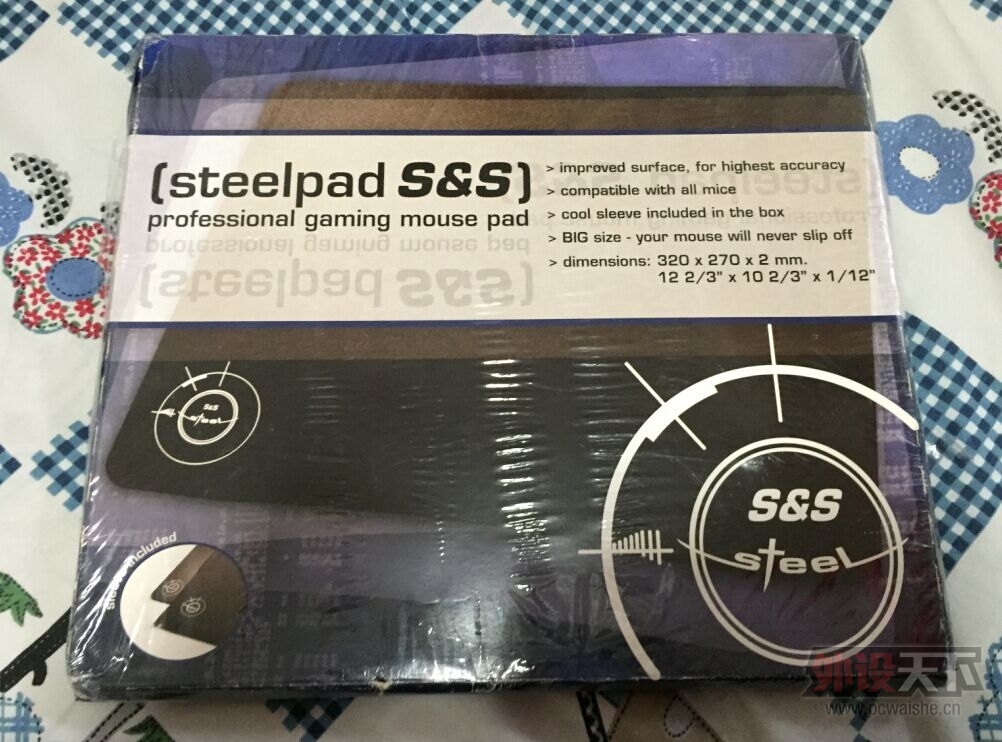 (steelpad S&S)
professional gaming mouse pad
> improved surface, for highest accuracy
> compatible with all mice
> cool sleeve included in the box
> BIG size - your mouse will never slip off
> dimensions: 320 x 270 x 2 mm.
12 2/3" x 10 2/3" x 1/12"
S&S
steel
sleeve included
S&S
steel
外设天下
www.pcwaishe.cn